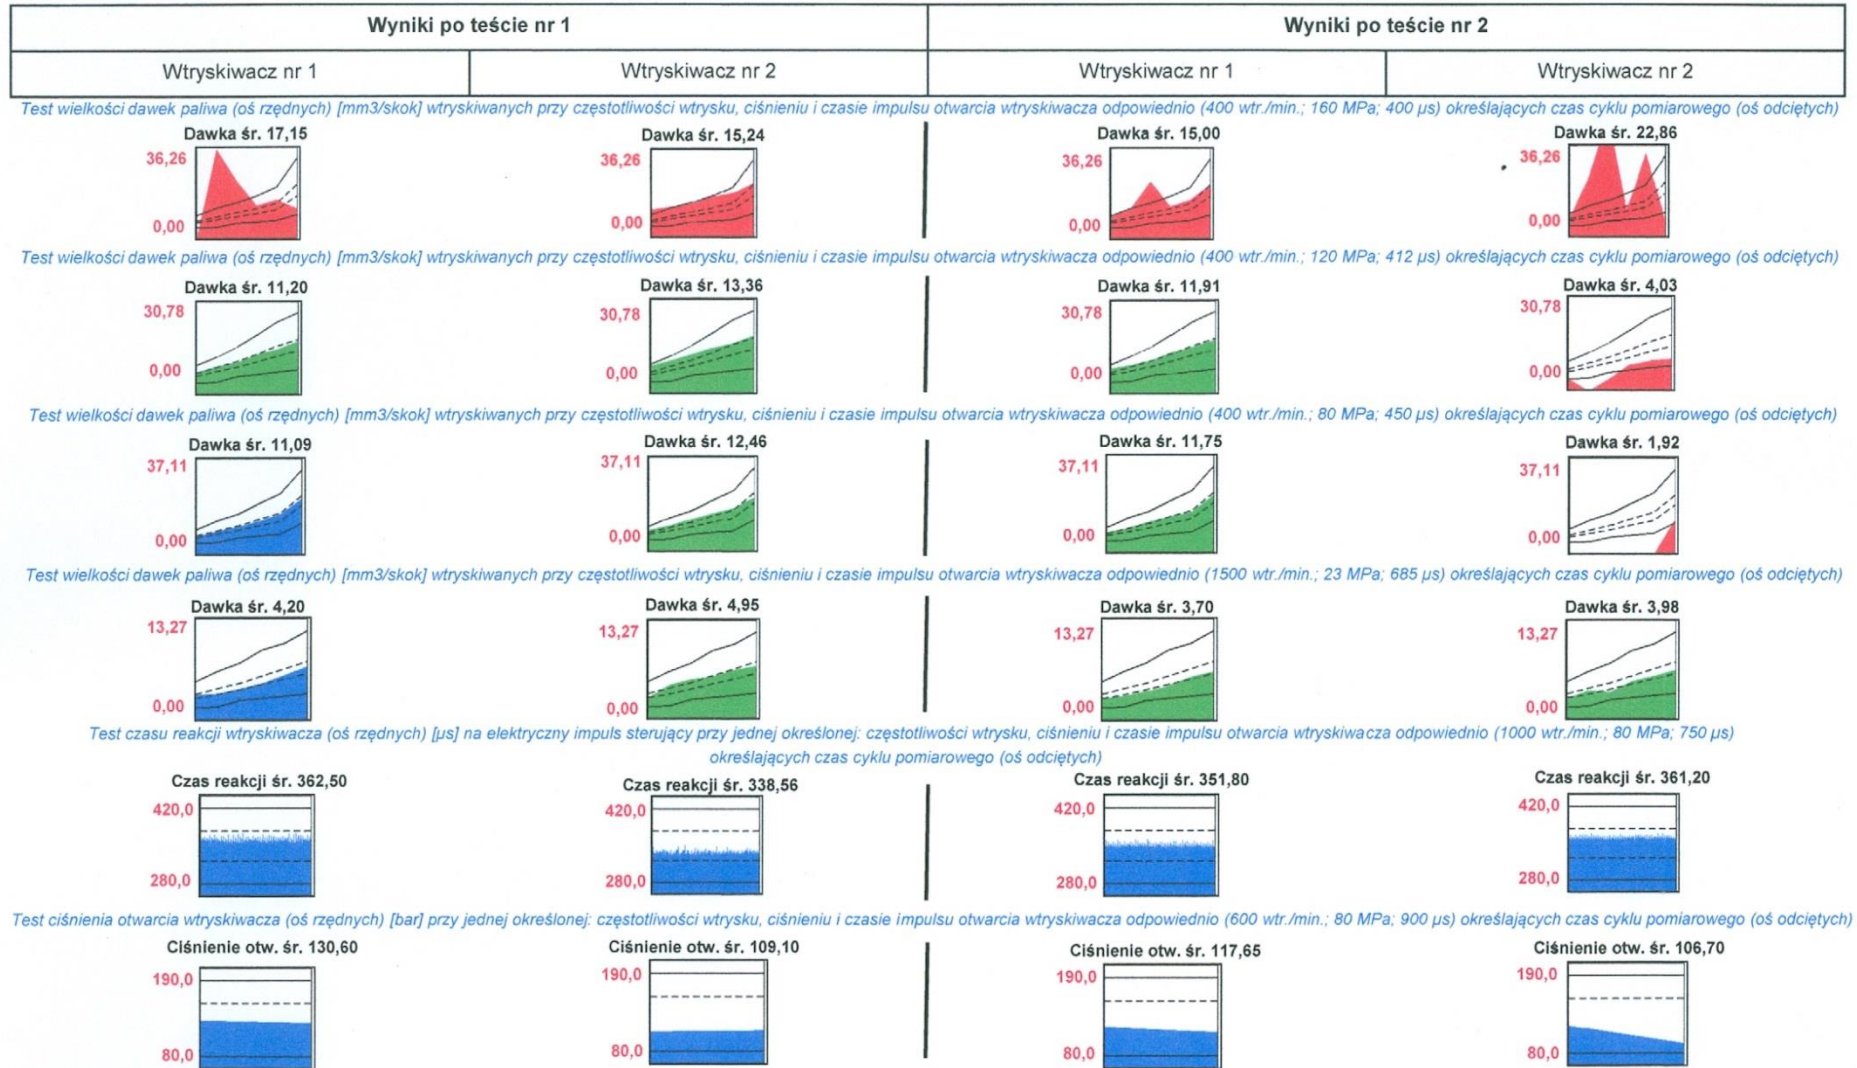 Wyniki po teście nr 1
Wyniki po teście nr 2
Wtryskiwacz nr 1
Wtryskiwacz nr 2
Wtryskiwacz nr 1
Wtryskiwacz nr 2
Test wielkości dawek paliwa (oś rzędnych) [mm3/skok] wtryskiwanych przy częstotliwości wtrysku, ciśnieniu i czasie impulsu otwarcia wtryskiwacza odpowiednio (400 wtr./min.; 160 MPa; 400 µs) określających czas cyklu pomiarowego (oś odciętych)
Dawka śr. 17,15
36,26
0,00
Dawka śr. 15,24
36,26
0,00
Dawka śr. 15,00
36,26
0,00
Dawka śr. 22,86
36,26
0,00
Test wielkości dawek paliwa (oś rzędnych) [mm3/skok] wtryskiwanych przy częstotliwości wtrysku, ciśnieniu i czasie impulsu otwarcia wtryskiwacza odpowiednio (400 wtr./min.; 120 MPa; 412 µs) określających czas cyklu pomiarowego (oś odciętych)
Dawka śr. 11,20
30,78
0,00
Dawka śr. 13,36
30,78
0,00
Dawka śr. 11,91
30,78
0,00
Dawka śr. 4,03
30,78
0,00
Test wielkości dawek paliwa (oś rzędnych) [mm3/skok] wtryskiwanych przy częstotliwości wtrysku, ciśnieniu i czasie impulsu otwarcia wtryskiwacza odpowiednio (400 wtr./min.; 80 MPa; 450 µs) określających czas cyklu pomiarowego (oś odciętych)
Dawka śr. 11,09
37,11
0,00
Dawka śr. 12,46
37,11
0,00
Dawka śr. 11,75
37,11
0,00
Dawka śr. 1,92
37,11
0,00
Test wielkości dawek paliwa (oś rzędnych) [mm3/skok] wtryskiwanych przy częstotliwości wtrysku, ciśnieniu i czasie impulsu otwarcia wtryskiwacza odpowiednio (1500 wtr./min.; 23 MPa; 685 µs) określających czas cyklu pomiarowego (oś odciętych)
Dawka śr. 4,20
13,27
0,00
Dawka śr. 4,95
13,27
0,00
Dawka śr. 3,70
13,27
0,00
Dawka śr. 3,98
13,27
0,00
Test czasu reakcji wtryskiwacza (oś rzędnych) [µs] na elektryczny impuls sterujący przy jednej określonej: częstotliwości wtrysku, ciśnieniu i czasie impulsu otwarcia wtryskiwacza odpowiednio (1000 wtr./min.; 80 MPa; 750 µs)
określających czas cyklu pomiarowego (oś odciętych)
Czas reakcji śr. 362,50
420,0
280,0
Czas reakcji śr. 338,56
420,0
280,0
Czas reakcji śr. 351,80
420,0
280,0
Czas reakcji śr. 361,20
420,0
280,0
Test ciśnienia otwarcia wtryskiwacza (oś rzędnych) [bar] przy jednej określonej: częstotliwości wtrysku, ciśnieniu i czasie impulsu otwarcia wtryskiwacza odpowiednio (600 wtr./min.; 80 MPa; 900 µs) określających czas cyklu pomiarowego (oś odciętych)
Ciśnienie otw. śr. 130,60
190,0
80,0
Ciśnienie otw. śr. 109,10
190,0
80,0
Ciśnienie otw. śr. 117,65
190,0
80,0
Ciśnienie otw. śr. 106,70
190,0
80,0